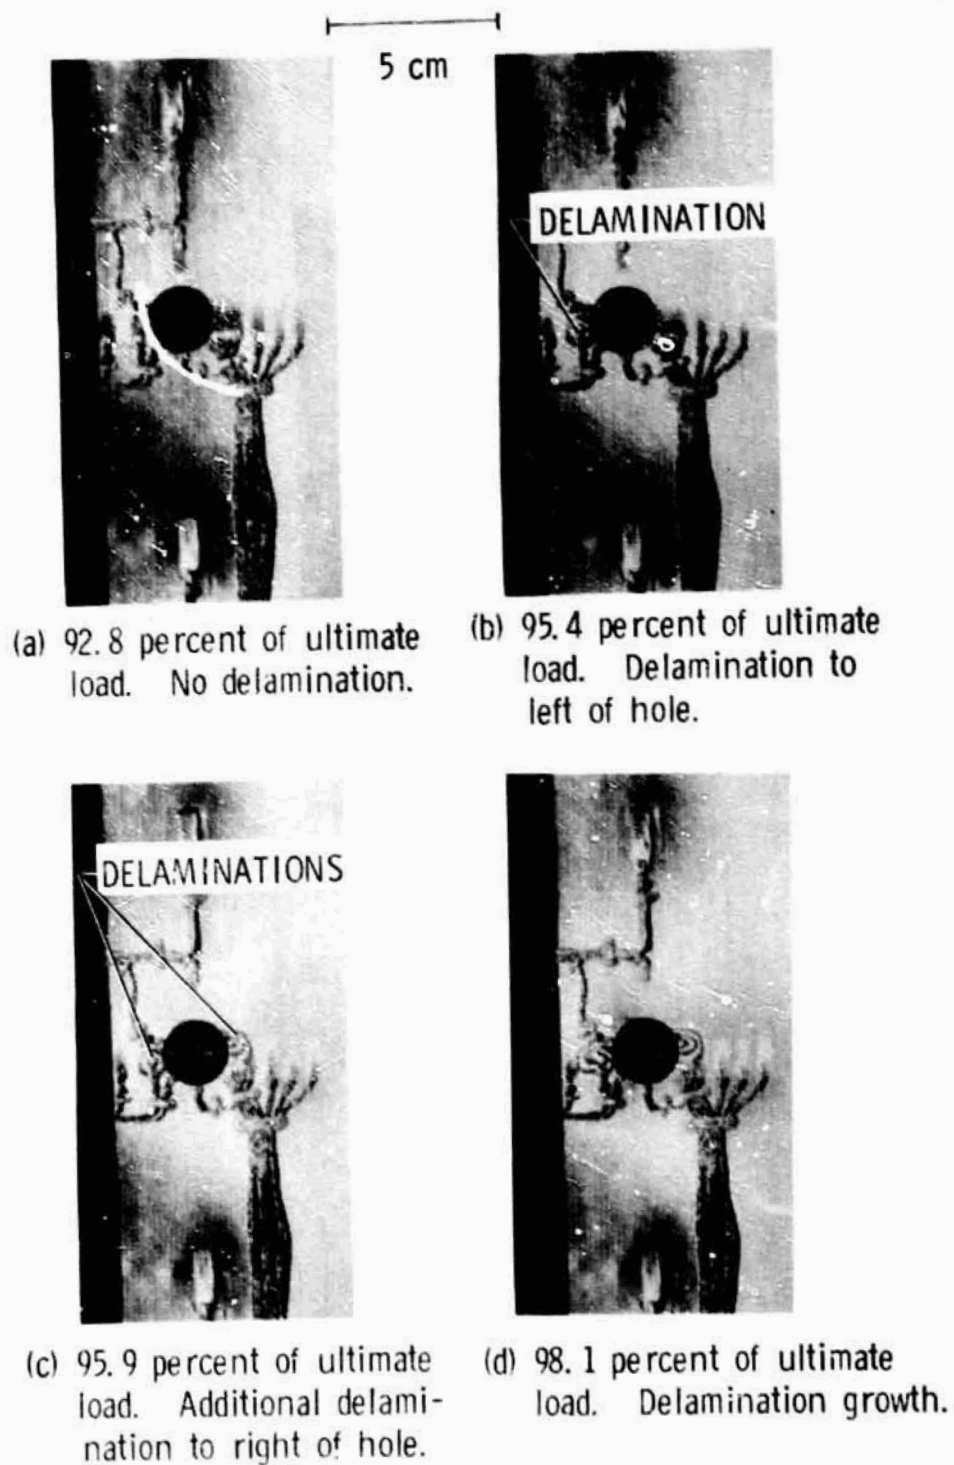 5 cm
DELAMINATION
(a) 92.8 percent of ultimate
load. No delamination.
(b) 95.4 percent of ultimate
load. Delamination to
left of hole.
DELAMINATIONS
(c) 95.9 percent of ultimate
load. Additional delami-
nation to right of hole.
(d) 98.1 percent of ultimate
load. Delamination growth.